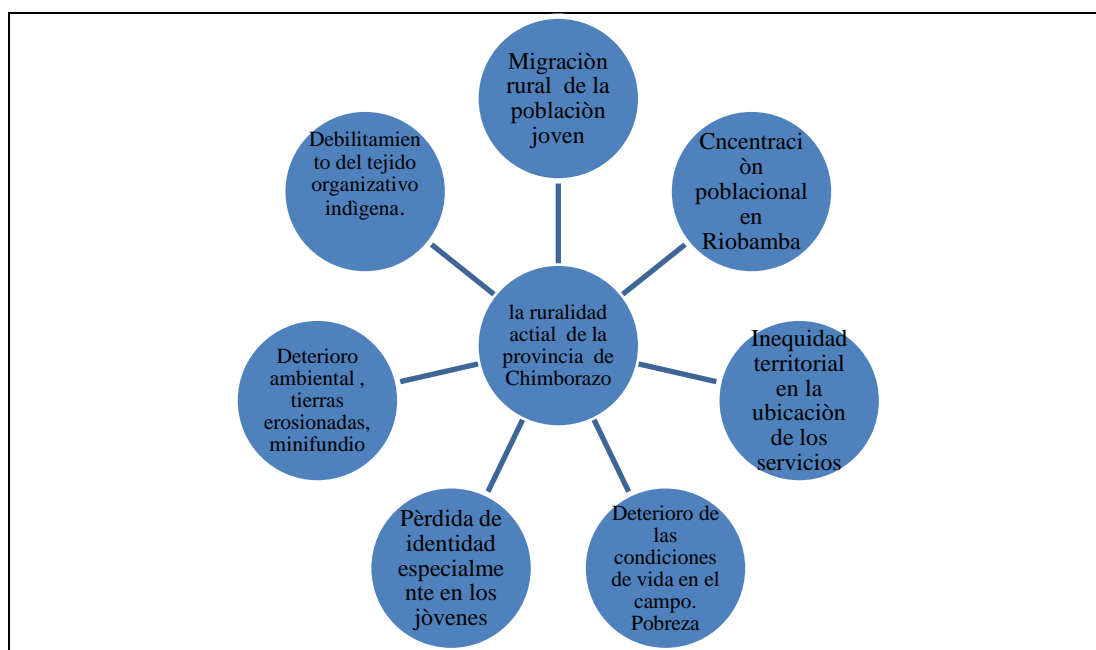 Migraciòn
rural de la
poblaciòn
joven
Cncentraci
òn
poblacional
en
Riobamba
Inequidad
territorial
en la
ubicaciòn
de los
servicios
Deterioro de
las
condiciones
de vida en el
campo.
Pobreza
Pèrdida de
identidad
especialme
nte en los
jòvenes
Deterioro
ambiental ,
tierras
erosionadas,
minifundio
Debilitamien
to del tejido
organizativo
indìgena.
la ruralidad
actial de la
provincia de
Chimborazo